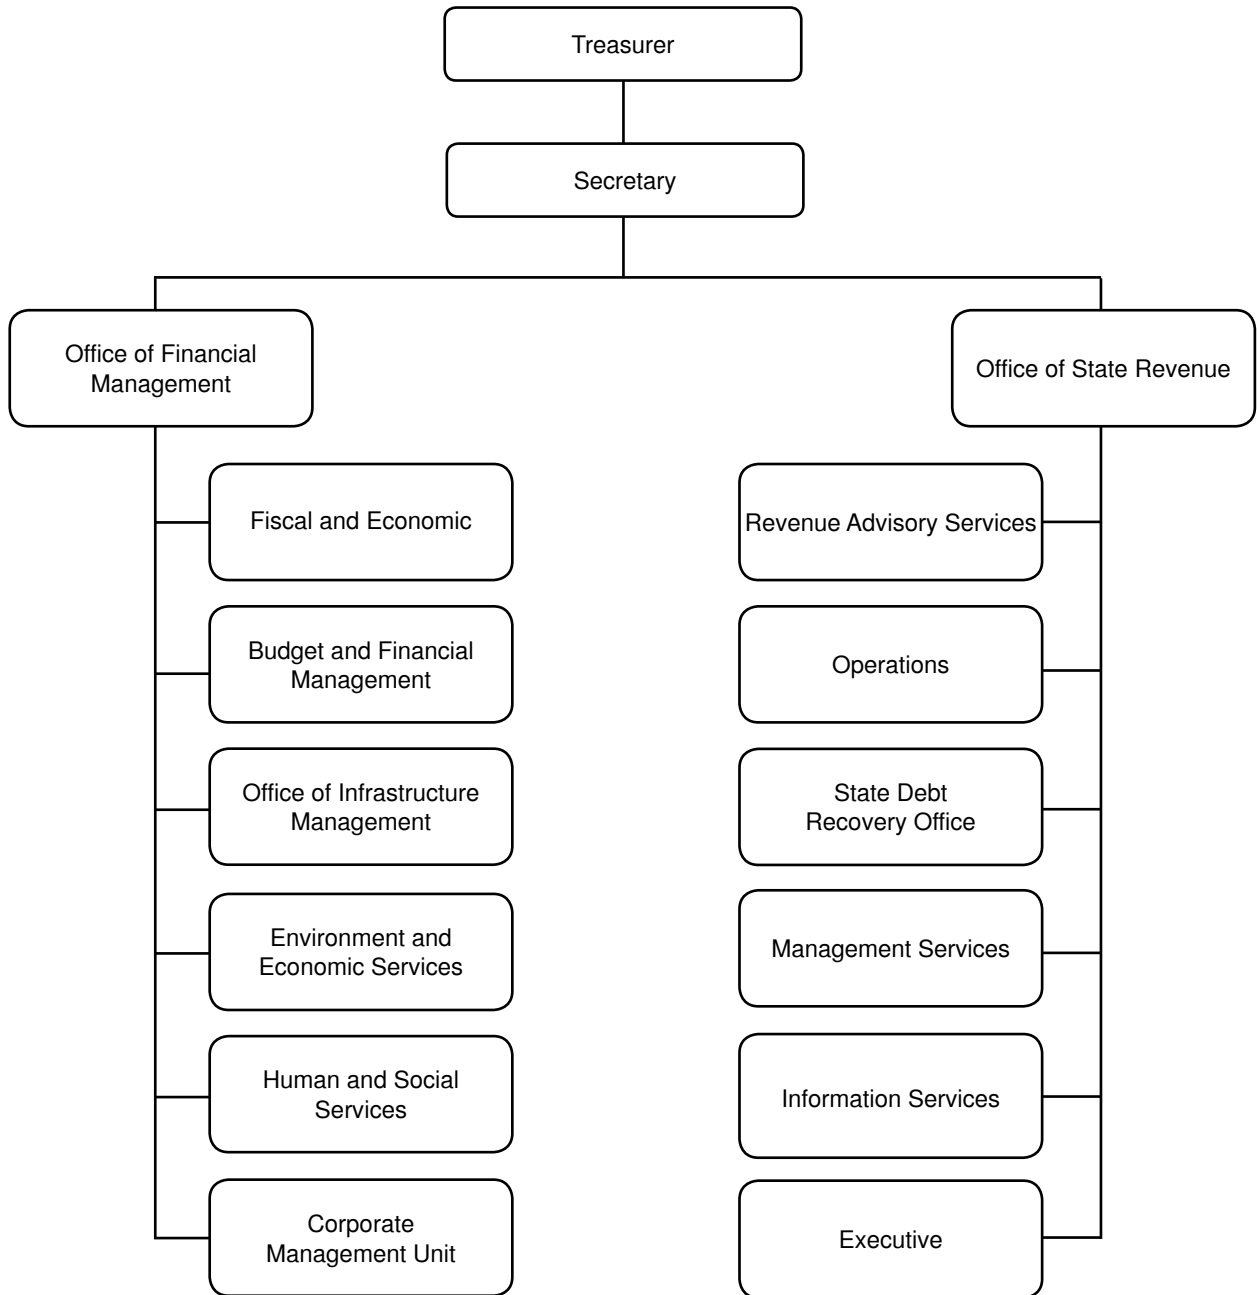 Treasurer
Secretary
Office of Financial
Management
Office of State Revenue
Fiscal and Economic
Budget and Financial
Management
Office of Infrastructure
Management
Environment and
Economic Services
Human and Social
Services
Corporate
Management Unit
Revenue Advisory Services
Operations
State Debt
Recovery Office
Management Services
Information Services
Executive